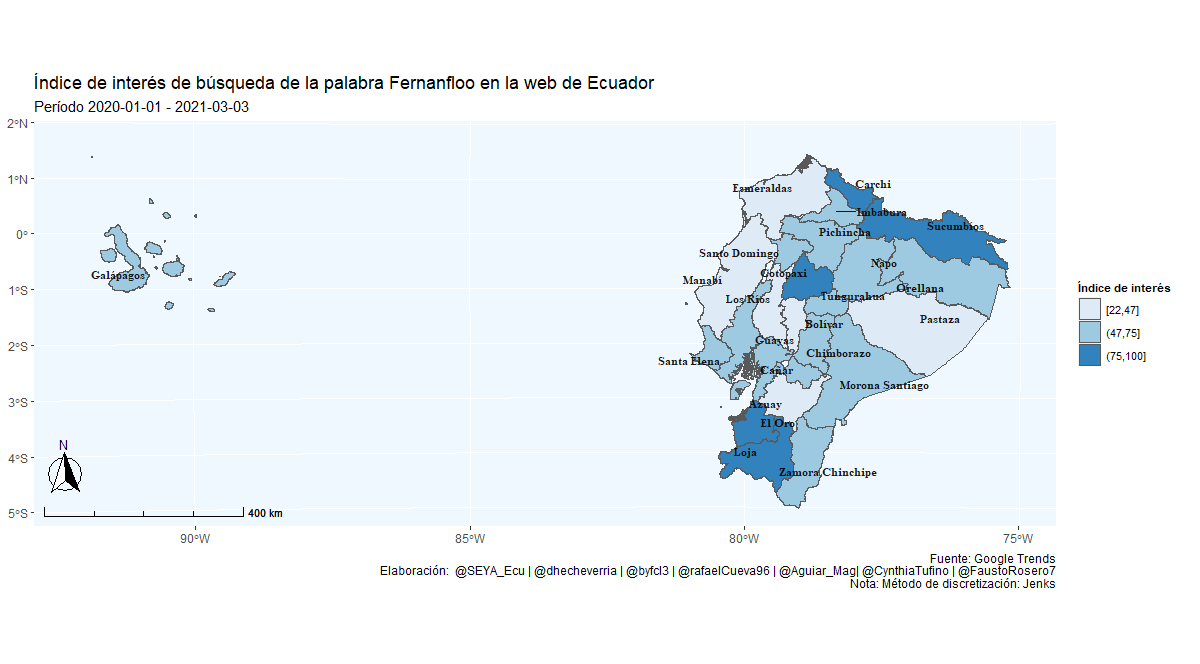 Índice de interés de búsqueda de la palabra Fernanfloo en la web de Ecuador
Período 2020-01-01 - 2021-03-03
2°N
1°N
0°
1°S
2°S
3°S
4°S
5°S
90°W
85°W
80°W
75°W
Esmeraldas
Carchi
Imbabura
Sucumbíos
Pichincha
Santo Domingo
Napo
Cotopaxi
Galápagos
Manabí
Orellana
Tungurahua
Los Ríos
Pastaza
Bolívar
Guayas
Chimborazo
Santa Elena
Cañar
Morona Santiago
Azuay
El Oro
Loja
Zamora Chinchipe
N
400 km
Índice de interés
[22,47]
(47,75]
(75,100]
Fuente: Google Trends
Elaboración: @SEYA_Ecu | @dhecheverria | @byfcl3 | @rafaelCueva96 | @Aguiar_Mag| @CynthiaTufino | @FaustoRosero7
Nota: Método de discretización: Jenks